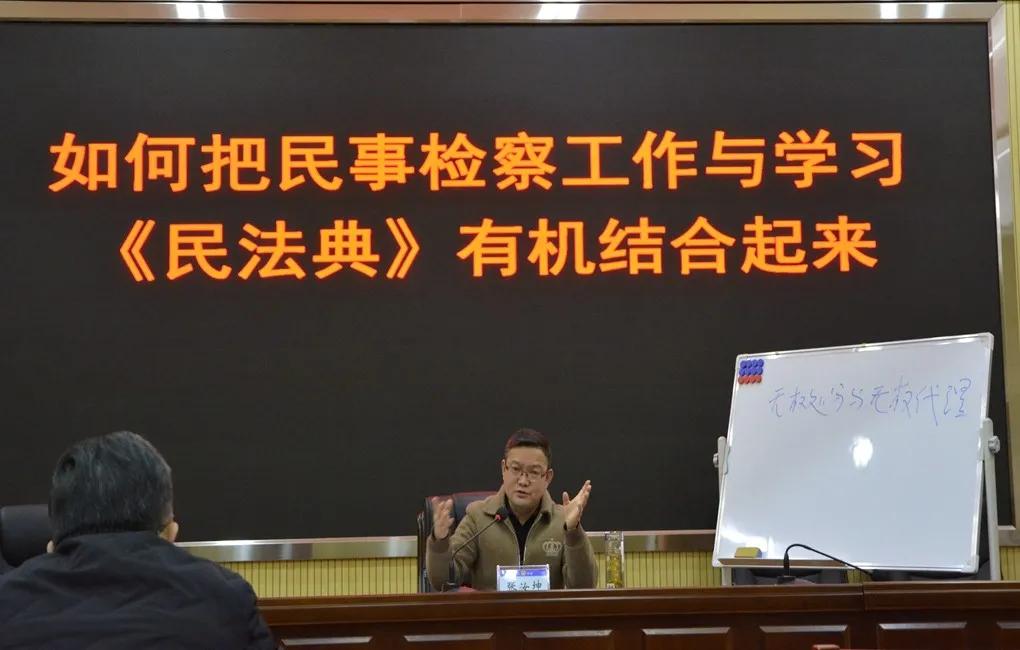 如何把民事检察工作与学习
《民法典》有机结合起来
无权处分与无权代理